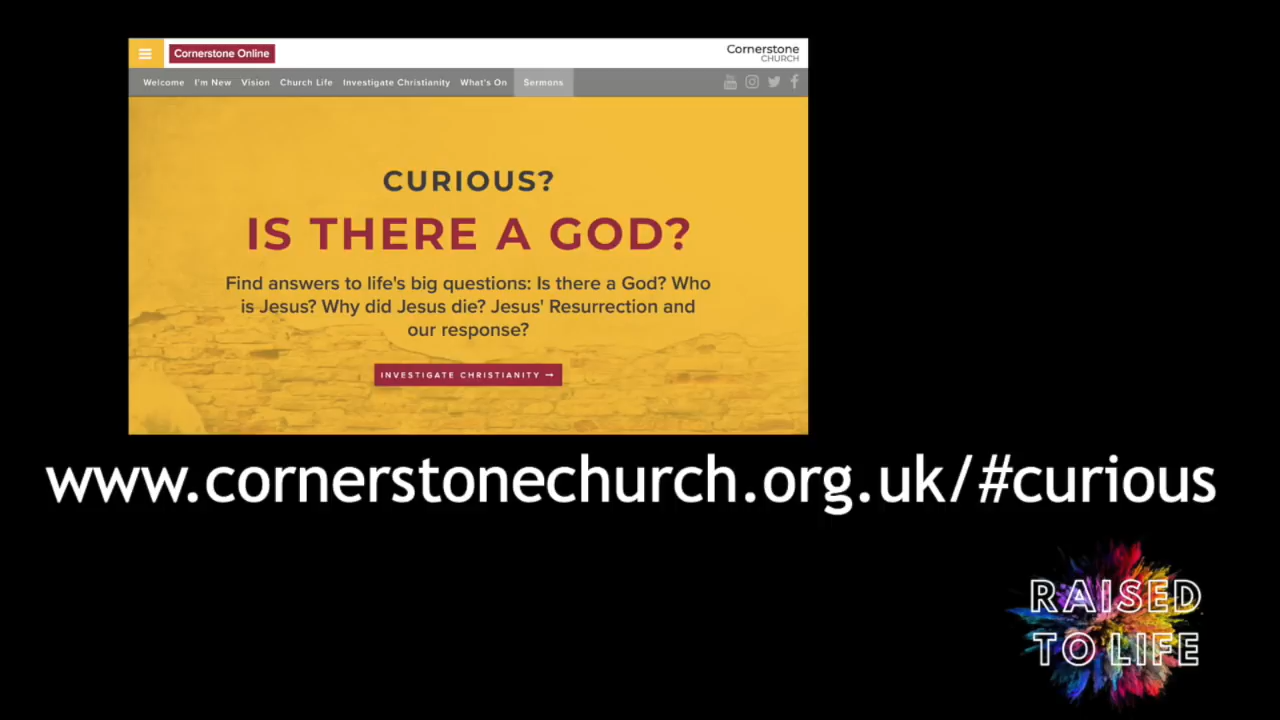 Cornerstone Online
Cornerstone
CHURCH
Welcome I'm New Vision Church Life Investigate Christianity What's On Sermons
CURIOUS?
IS THERE A GOD?
Find answers to life's big questions: Is there a God? Who
is Jesus? Why did Jesus die? Jesus' Resurrection and
our response?
INVESTIGATE CHRISTIANITY →
www.cornerstonechurch.org.uk/#curious
RAISED
TO LIFE